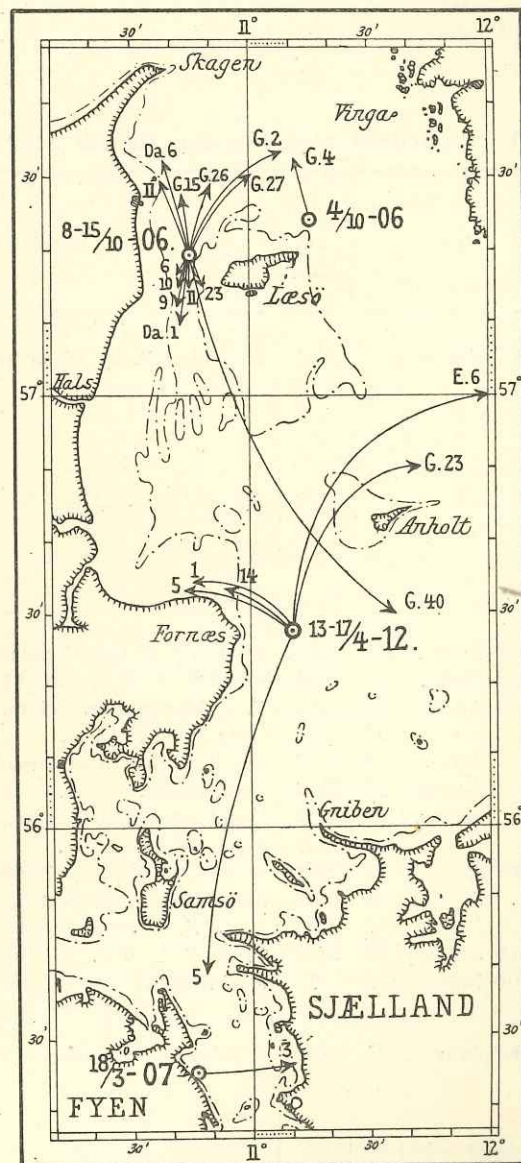 30' 11° 30' 12°
Skagen
Vinga
Da.6 G.2
G.4
30' 11 G.15 G.26 G.27 30'
8-15/10-06. 4/10-06
6
10 11 23 Læsö
9
Da.1
Hals E.6
57° 57°
G.23
Anholt
1
5 14 G.40
30' 30'
Fornæs 13-17/4-12.
Gniben
56° 56°
Samsö
5
SJÆLLAND
30' 30'
18/3-07 3
FYEN
30' 11° 30' 12°